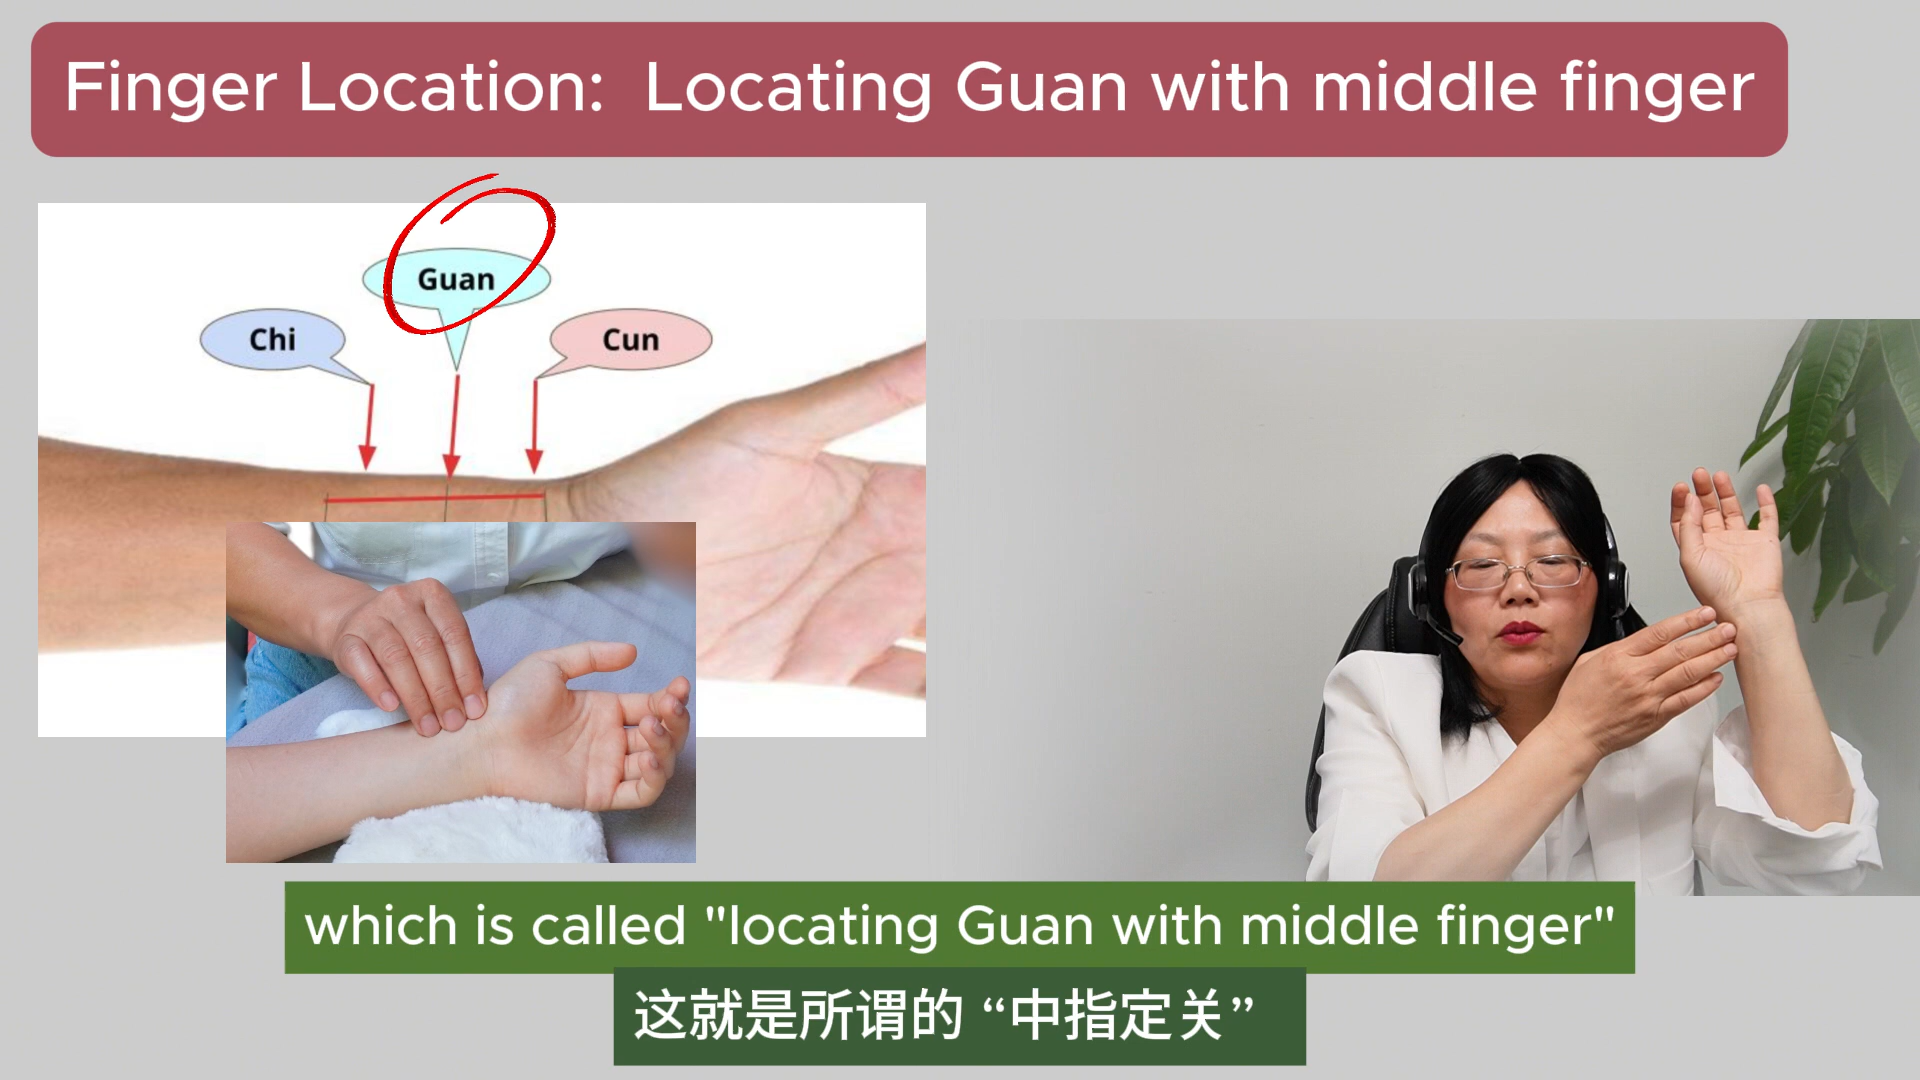 Finger Location: Locating Guan with middle finger
Guan
Chi
Cun
which is called "locating Guan with middle finger"
这就是所谓的 “中指定关”